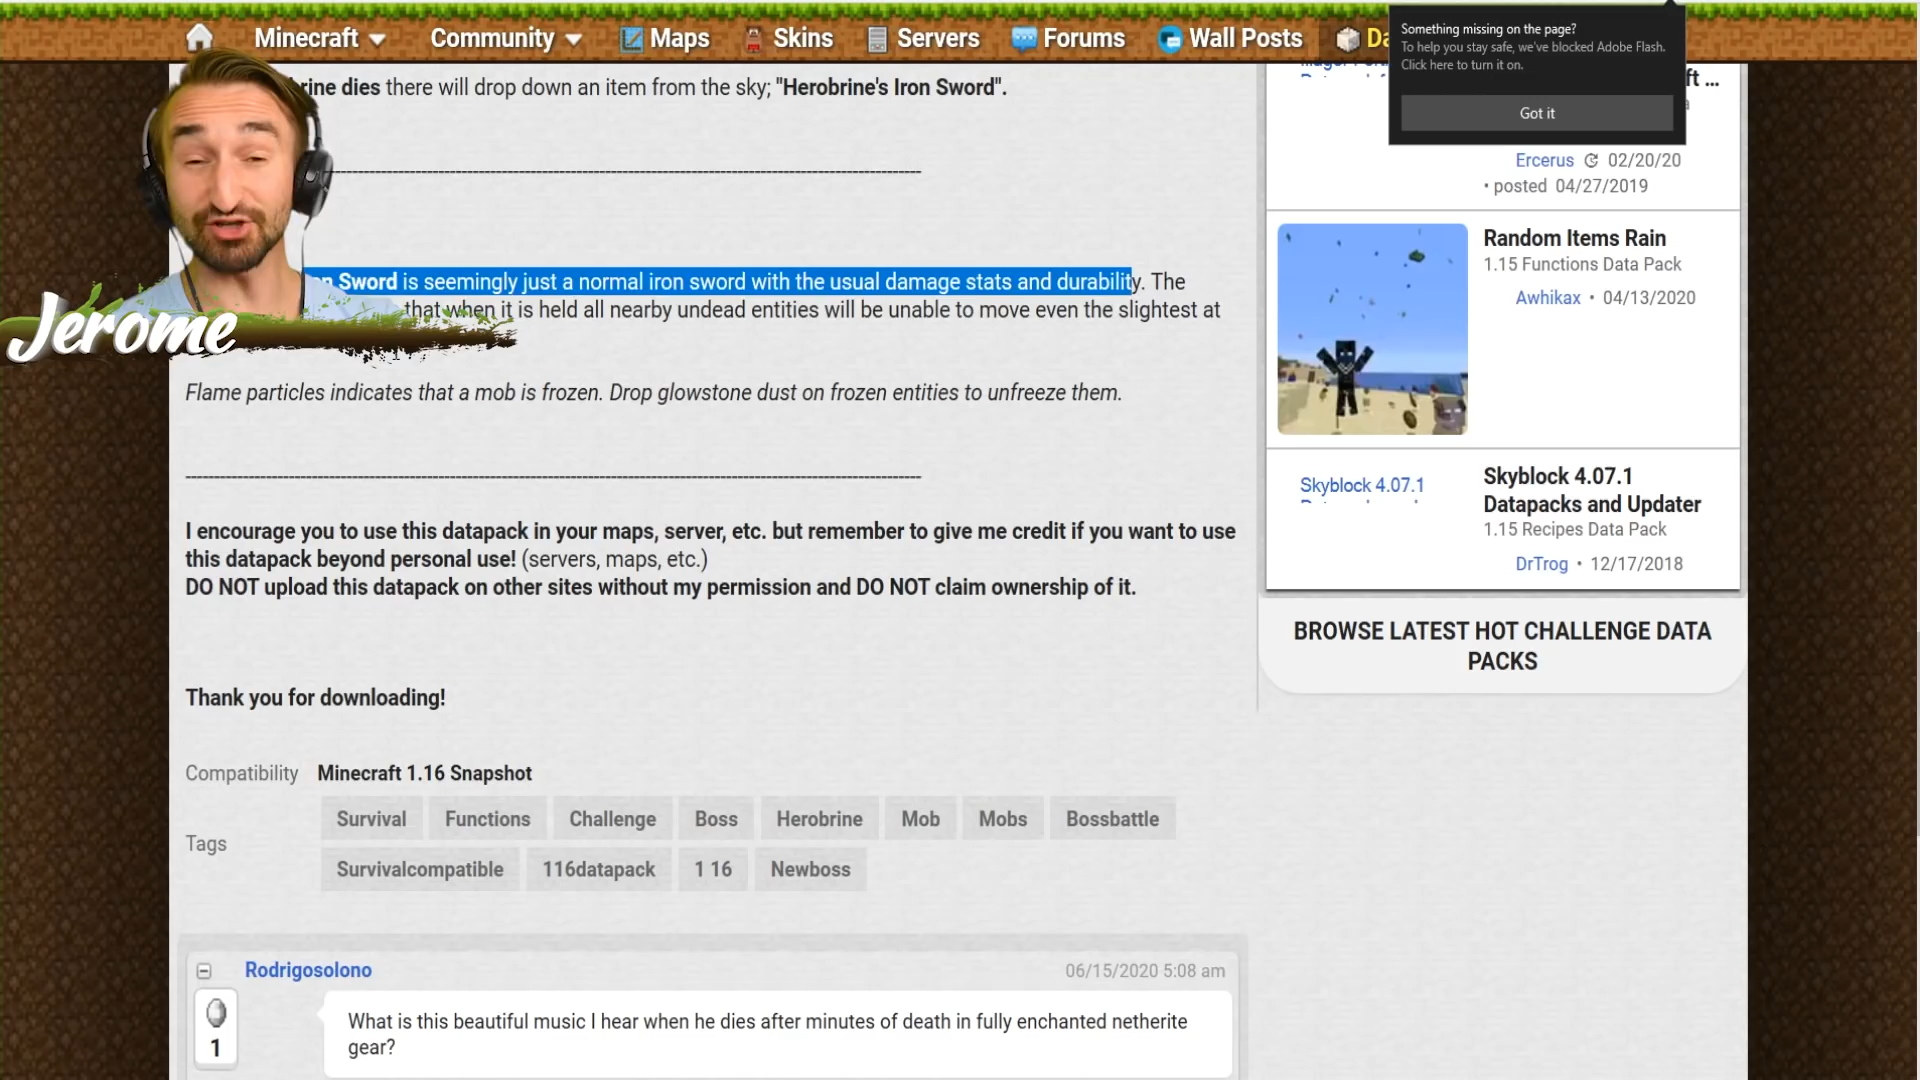 Minecraft Community Maps Skins Servers Forums Wall Posts Da
Something missing on the page?
To help you stay safe, we've blocked Adobe Flash.
Click here to turn it on.
Got it
rine dies there will drop down an item from the sky; "Herobrine's Iron Sword".
Jerome
n Sword is seemingly just a normal iron sword with the usual damage stats and durability. The
that when it is held all nearby undead entities will be unable to move even the slightest at
Flame particles indicates that a mob is frozen. Drop glowstone dust on frozen entities to unfreeze them.
I encourage you to use this datapack in your maps, server, etc. but remember to give me credit if you want to use
this datapack beyond personal use! (servers, maps, etc.)
DO NOT upload this datapack on other sites without my permission and DO NOT claim ownership of it.
Thank you for downloading!
Compatibility Minecraft 1.16 Snapshot
Tags
Survival Functions Challenge Boss Herobrine Mob Mobs Bossbattle
Survivalcompatible 116datapack 1 16 Newboss
Rodrigosolono 06/15/2020 5:08 am
1
What is this beautiful music I hear when he dies after minutes of death in fully enchanted netherite
gear?
ft ...
Ercerus 02/20/20
• posted 04/27/2019
Random Items Rain
1.15 Functions Data Pack
Awhikax • 04/13/2020
Skyblock 4.07.1
Skyblock 4.07.1
Datapacks and Updater
1.15 Recipes Data Pack
DrTrog • 12/17/2018
BROWSE LATEST HOT CHALLENGE DATA
PACKS